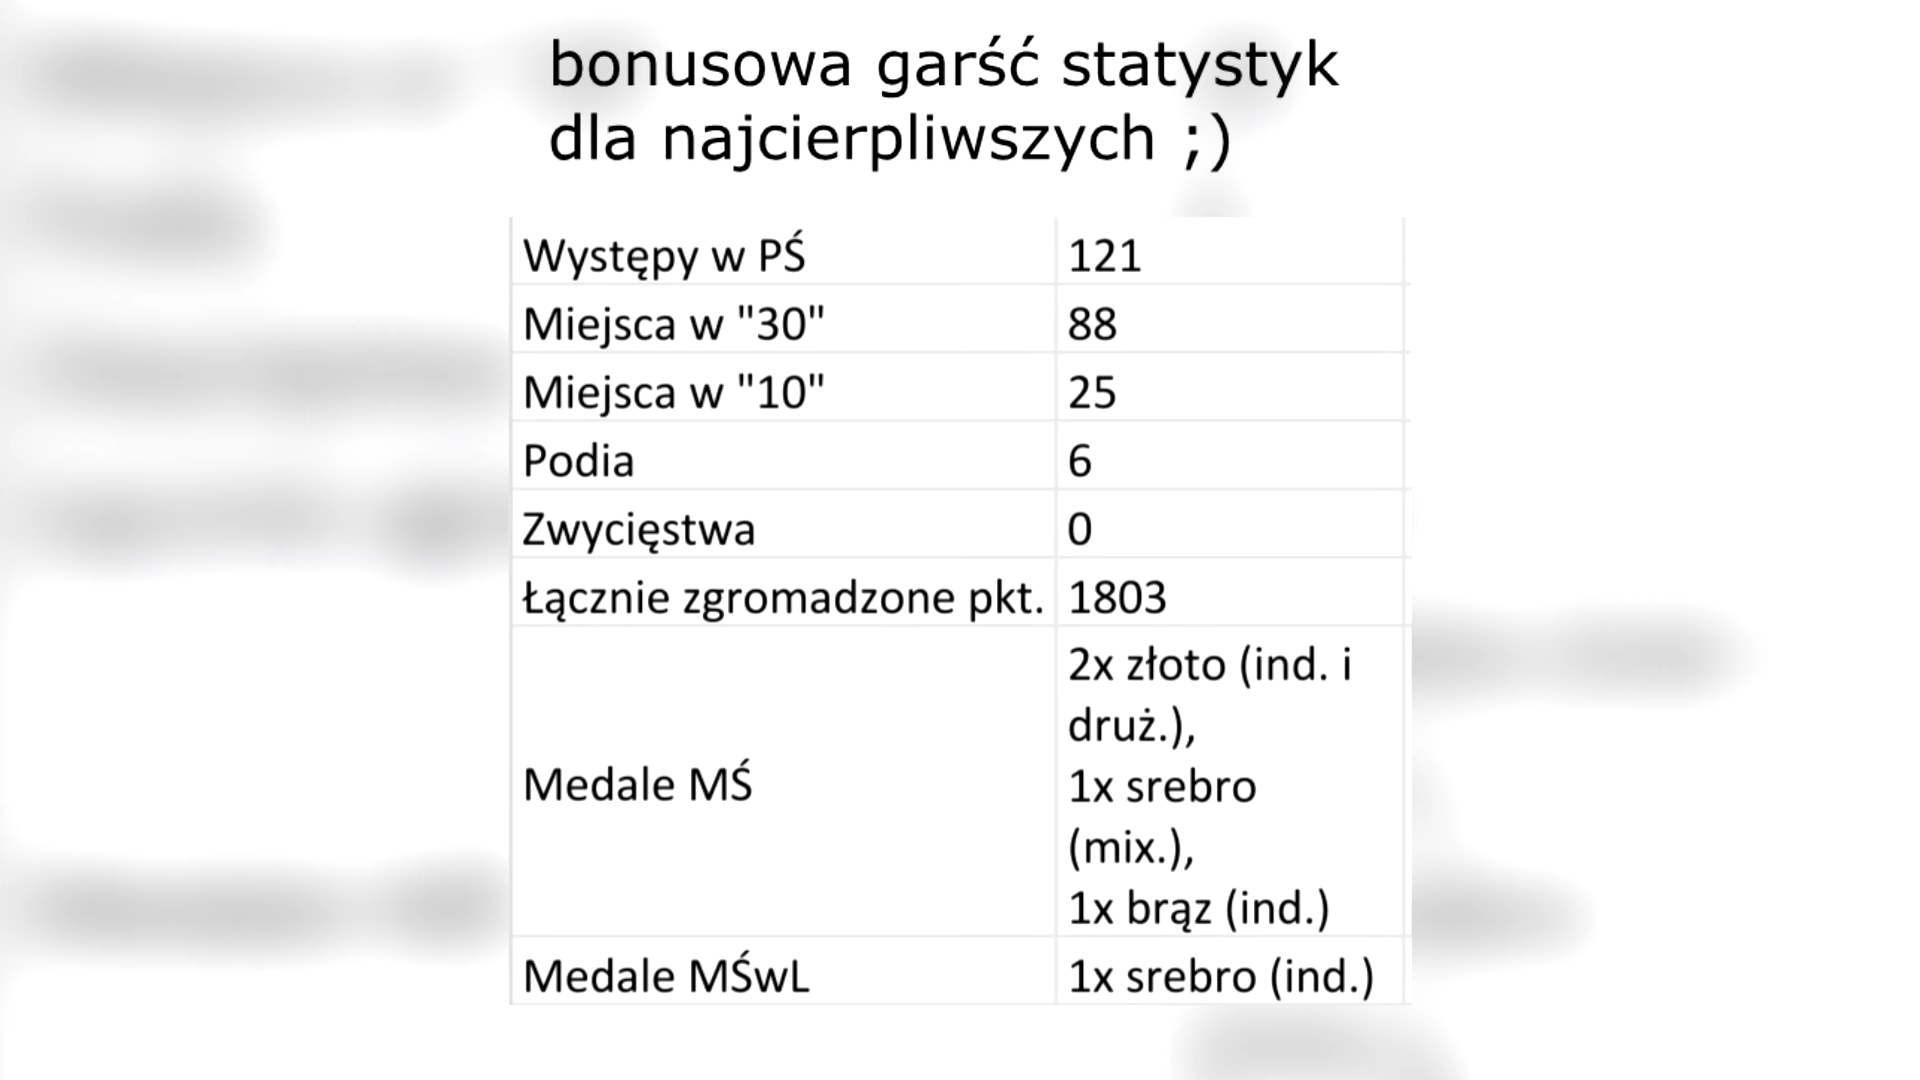 bonusowa garść statystyk
dla najcierpliwszych ;)
Występy w PŚ 121
Miejsca w "30" 88
Miejsca w "10" 25
Podia 6
Zwycięstwa 0
Łącznie zgromadzone pkt. 1803
Medale MŚ
2x złoto (ind. i
druż.),
1x srebro
(mix.),
1x brąz (ind.)
Medale MŚwL 1x srebro (ind.)